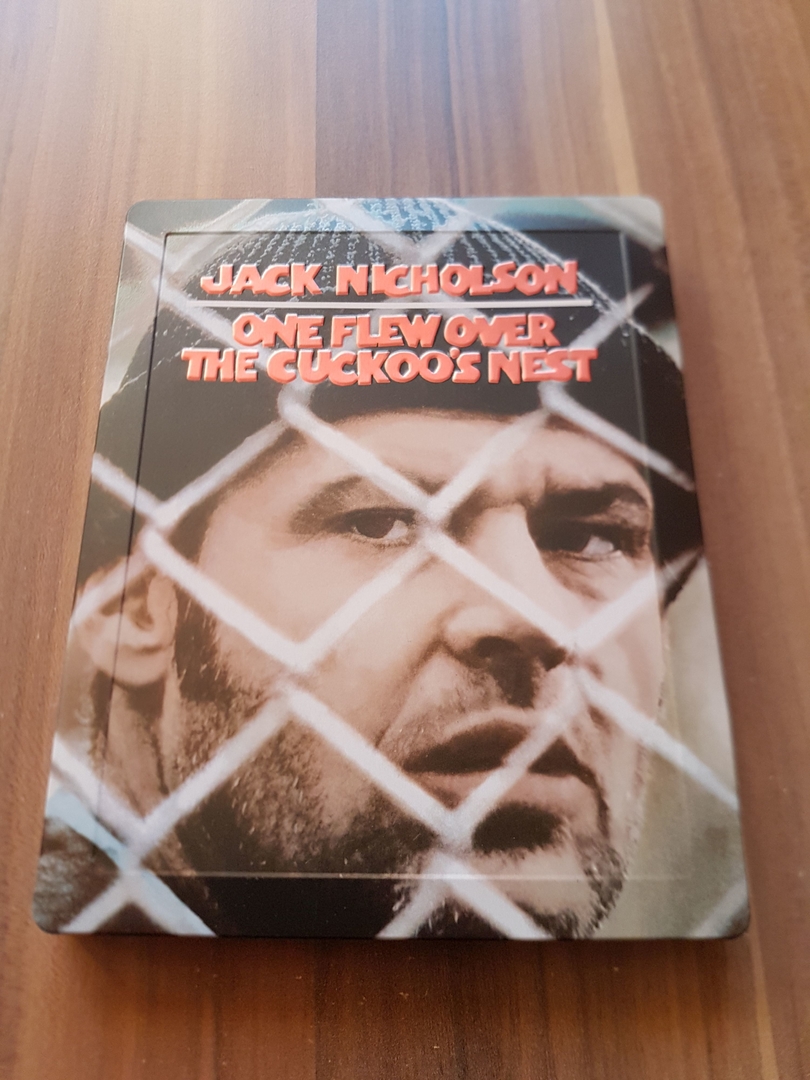 JACK NICHOLSON
ONE FLEW OVER
THE CUCKOO'S NEST